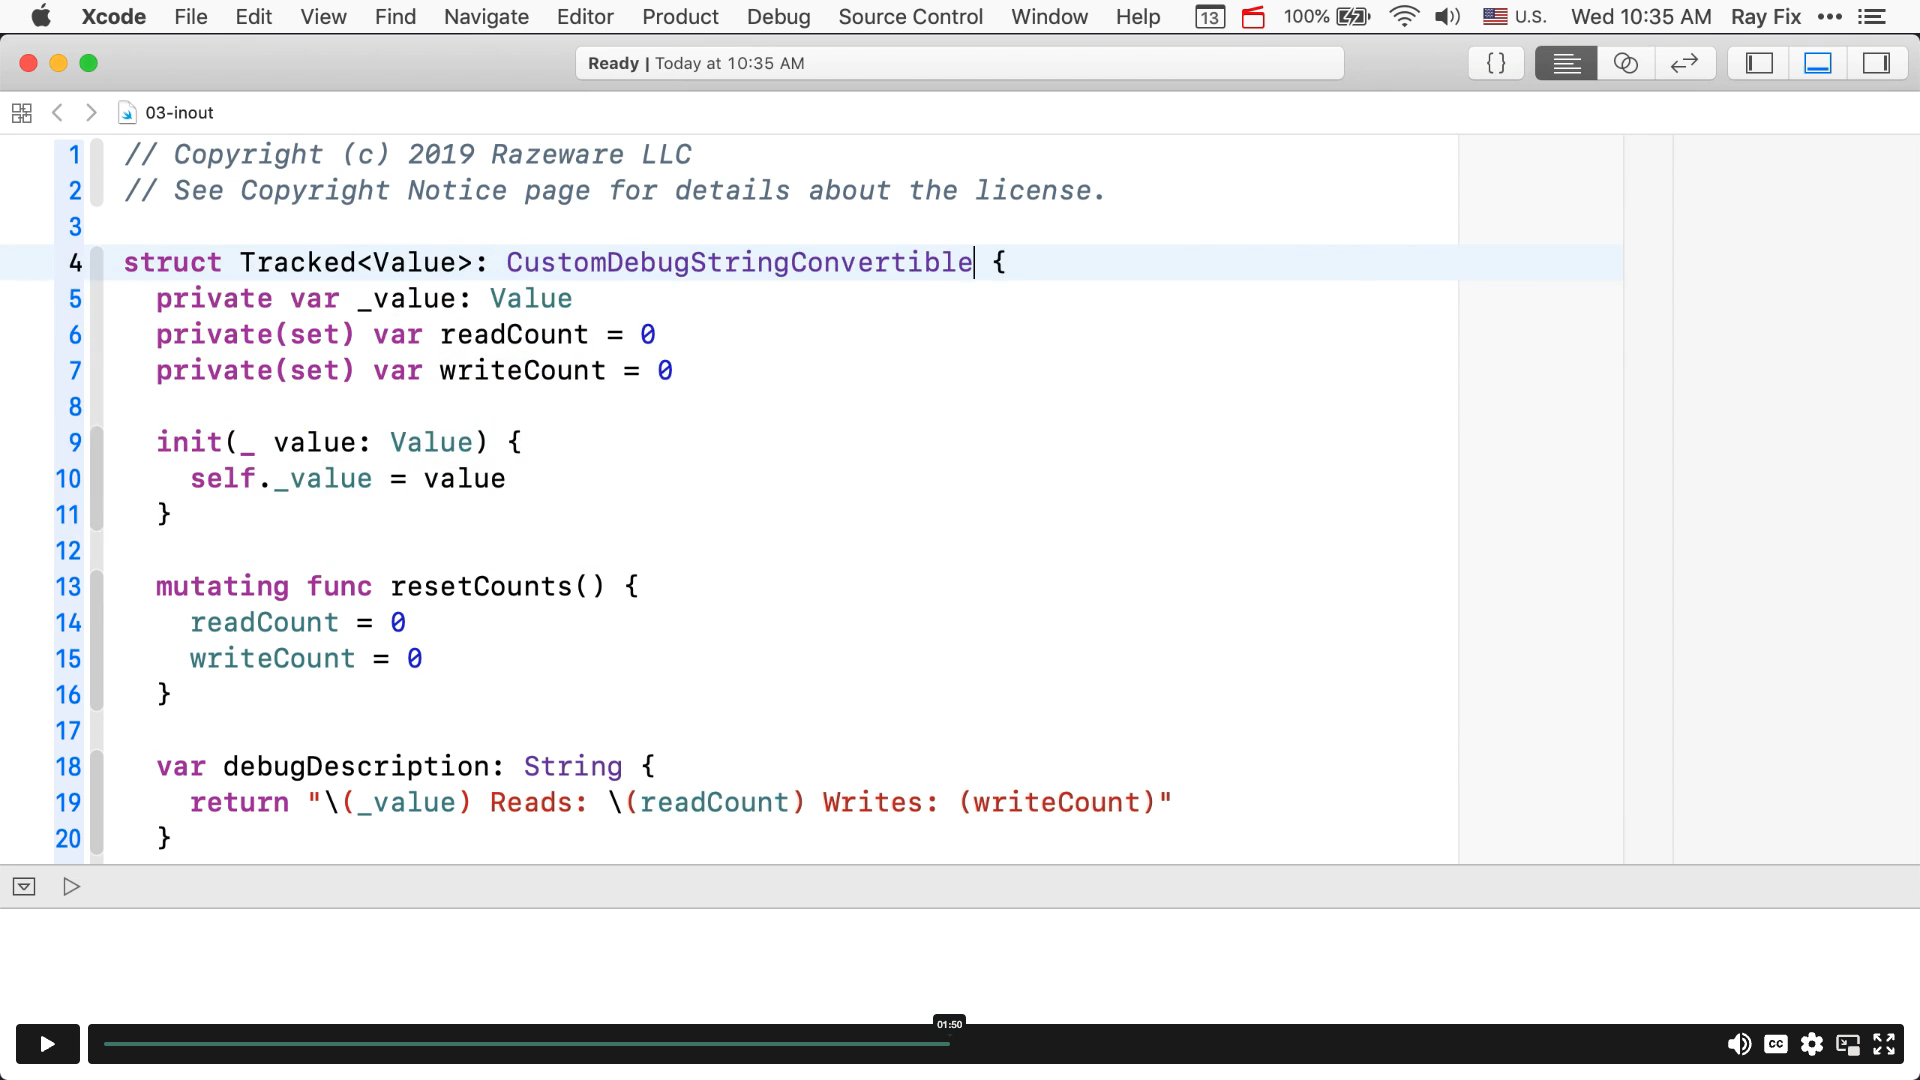 Xcode File Edit View Find Navigate Editor Product Debug Source Control Window Help 13 100% U.S. Wed 10:35 AM Ray Fix
Ready | Today at 10:35 AM {}
03-inout
1 // Copyright (c) 2019 Razeware LLC
2 // See Copyright Notice page for details about the license.
3
4 struct Tracked<Value>: CustomDebugStringConvertible {
5 private var _value: Value
6 private(set) var readCount = 0
7 private(set) var writeCount = 0
8
9 init(_ value: Value) {
10 self._value = value
11 }
12
13 mutating func resetCounts() {
14 readCount = 0
15 writeCount = 0
16 }
17
18 var debugDescription: String {
19 return "\(_value) Reads: \(readCount) Writes: (writeCount)"
20 }
01:50
CC